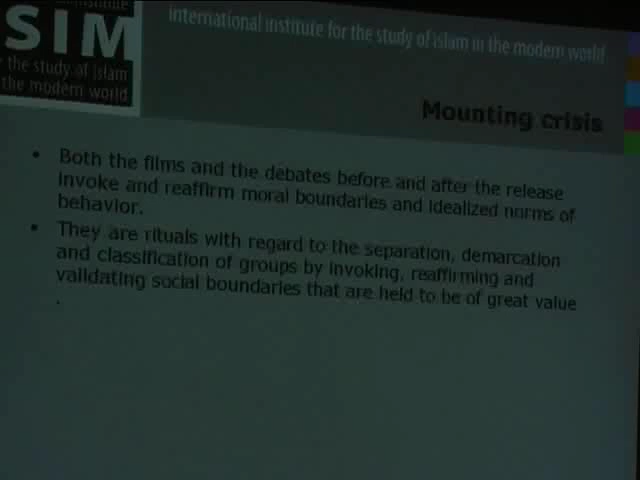 institute
SIM
the study of islam
the modern world
international institute for the study of islam in the modern world
Mounting crisis
• Both the films and the debates before and after the release
invoke and reaffirm moral boundaries and idealized norms of
behavior.
• They are rituals with regard to the separation, demarcation
and classification of groups by invoking, reaffirming and
validating social boundaries that are held to be of great value
.